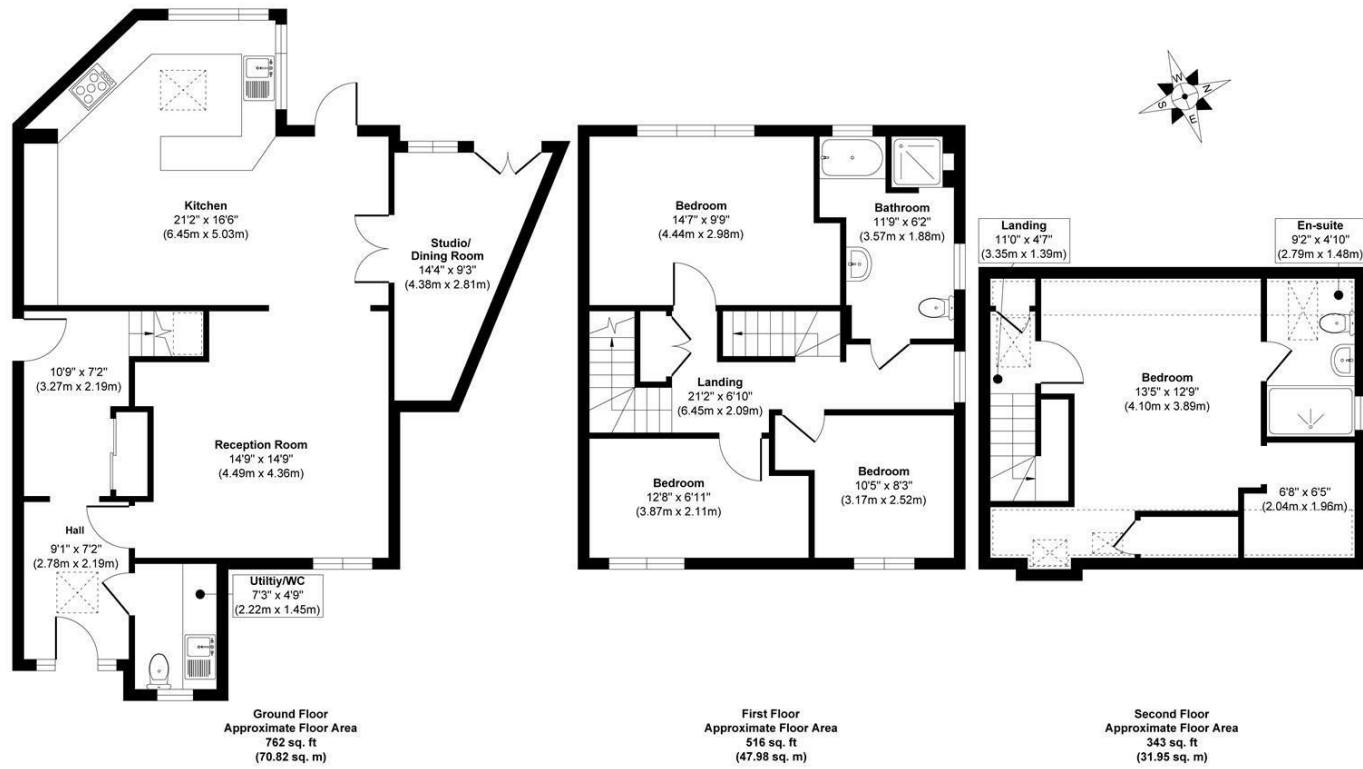 Kitchen
21'2" x 16'6"
(6.45m x 5.03m)
Studio/
Dining Room
14'4" x 9'3"
(4.38m x 2.81m)
10'9" x 7'2"
(3.27m x 2.19m)
Reception Room
14'9" x 14'9"
(4.49m x 4.36m)
Hall
9'1" x 7'2"
(2.78m x 2.19m)
Utiltiy/WC
7'3" x 4'9"
(2.22m x 1.45m)
Ground Floor
Approximate Floor Area
762 sq. ft
(70.82 sq. m)
Bedroom
14'7" x 9'9"
(4.44m x 2.98m)
Bathroom
11'9" x 6'2"
(3.57m x 1.88m)
Landing
21'2" x 6'10"
(6.45m x 2.09m)
Bedroom
12'8" x 6'11"
(3.87m x 2.11m)
Bedroom
10'5" x 8'3"
(3.17m x 2.52m)
First Floor
Approximate Floor Area
516 sq. ft
(47.98 sq. m)
W
N
S
E
Landing
11'0" x 4'7"
(3.35m x 1.39m)
En-suite
9'2" x 4'10"
(2.79m x 1.48m)
Bedroom
13'5" x 12'9"
(4.10m x 3.89m)
6'8" x 6'5"
(2.04m x 1.96m)
Second Floor
Approximate Floor Area
343 sq. ft
(31.95 sq. m)